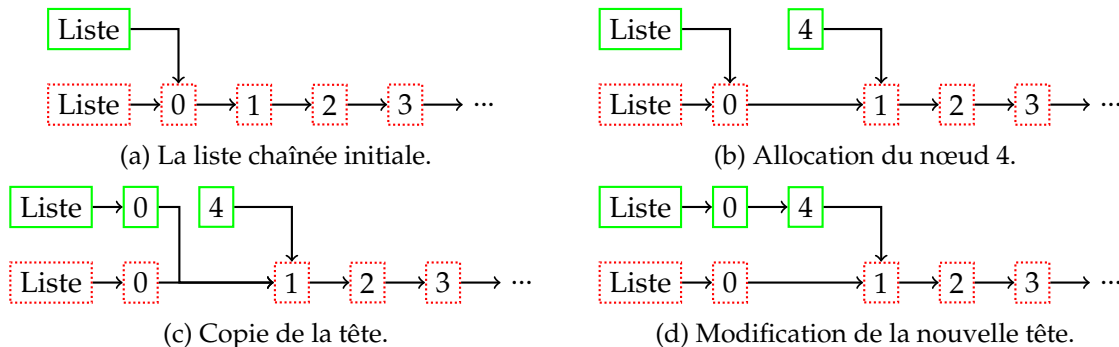 Liste
Liste 0 1 2 3 ...
(a) La liste chaînée initiale.
Liste 4
Liste 0 1 2 3 ...
(b) Allocation du nœud 4.
Liste 0 4
Liste 0 1 2 3 ...
(c) Copie de la tête.
Liste 0 4
Liste 0 1 2 3 ...
(d) Modification de la nouvelle tête.